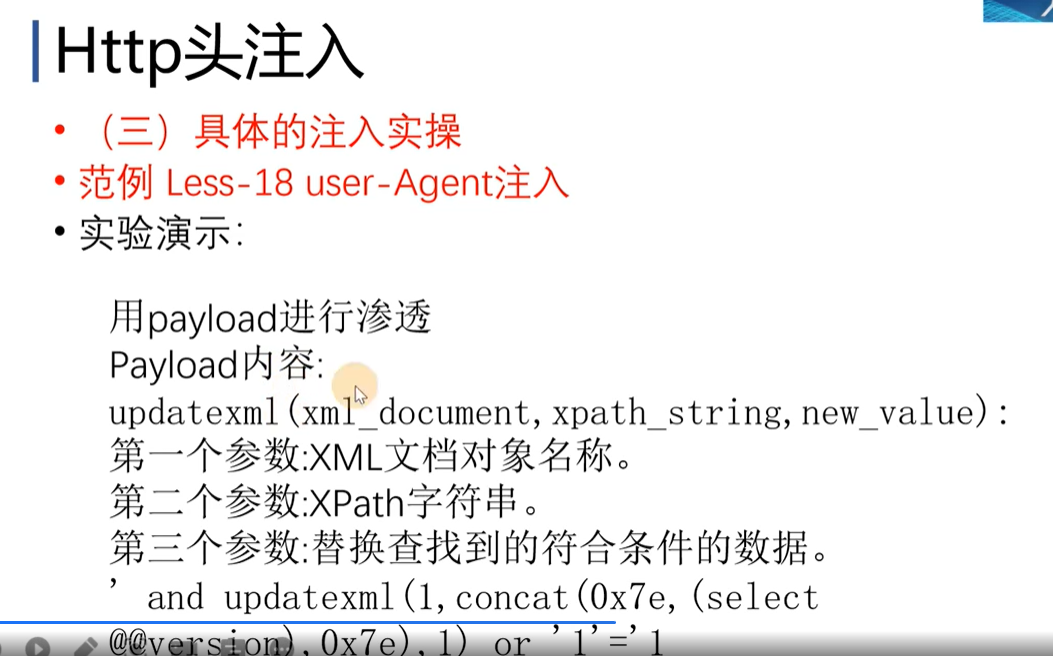 Http头注入
• （三）具体的注入实操
• 范例 Less-18 user-Agent注入
• 实验演示：
用payload进行渗透
Payload内容:
updatexml(xml_document,xpath_string,new_value):
第一个参数:XML文档对象名称。
第二个参数:XPath字符串。
第三个参数:替换查找到的符合条件的数据。
' and updatexml(1,concat(0x7e,(select
@@version),0x7e),1) or '1'='1